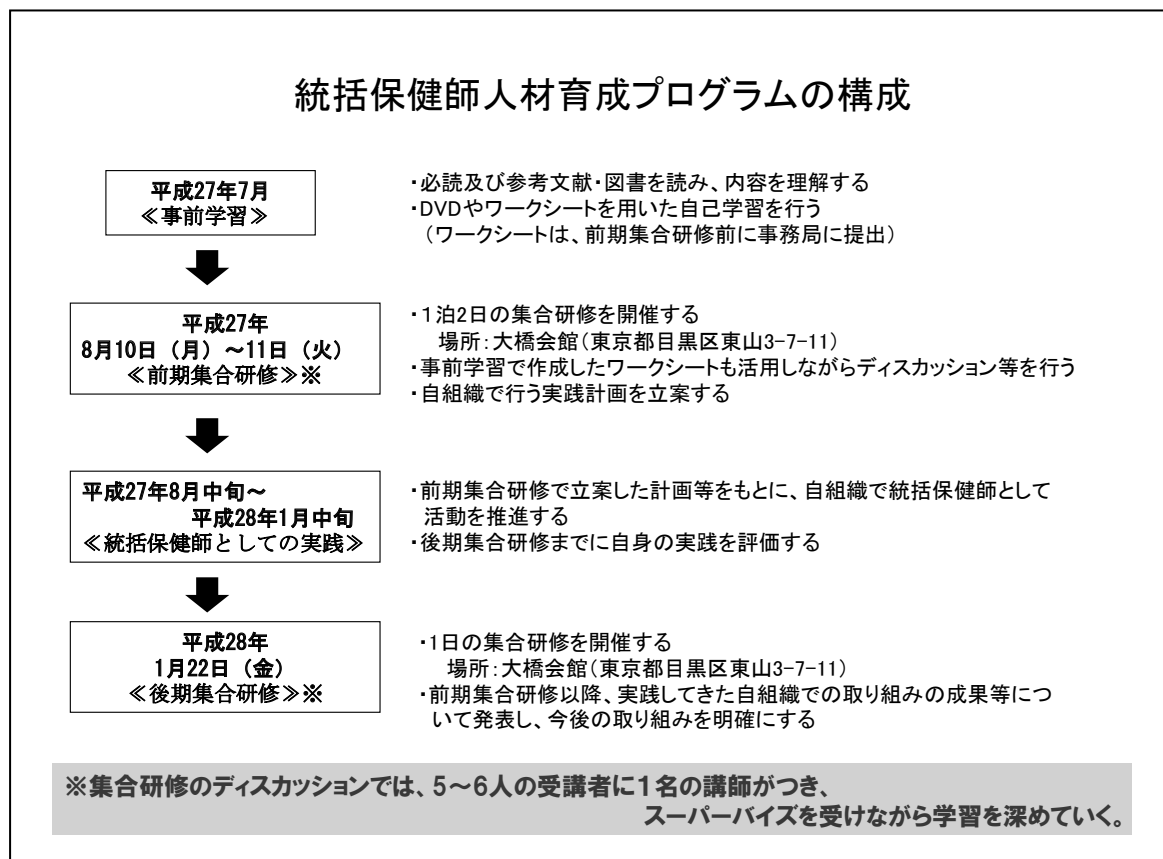 統括保健師人材育成プログラムの構成
平成27年7月
≪事前学習≫
・必読及び参考文献・図書を読み、内容を理解する
・DVDやワークシートを用いた自己学習を行う
（ワークシートは、前期集合研修前に事務局に提出）
平成27年
8月10日（月）～11日（火）
≪前期集合研修≫※
・１泊2日の集合研修を開催する
場所：大橋会館（東京都目黒区東山3-7-11）
・事前学習で作成したワークシートも活用しながらディスカッション等を行う
・自組織で行う実践計画を立案する
平成27年8月中旬～
平成28年1月中旬
≪統括保健師としての実践≫
・前期集合研修で立案した計画等をもとに、自組織で統括保健師として
活動を推進する
・後期集合研修までに自身の実践を評価する
平成28年
1月22日（金）
≪後期集合研修≫※
・1日の集合研修を開催する
場所：大橋会館（東京都目黒区東山3-7-11）
・前期集合研修以降、実践してきた自組織での取り組みの成果等につ
いて発表し、今後の取り組みを明確にする
※集合研修のディスカッションでは、5～6人の受講者に１名の講師がつき、
スーパーバイズを受けながら学習を深めていく。